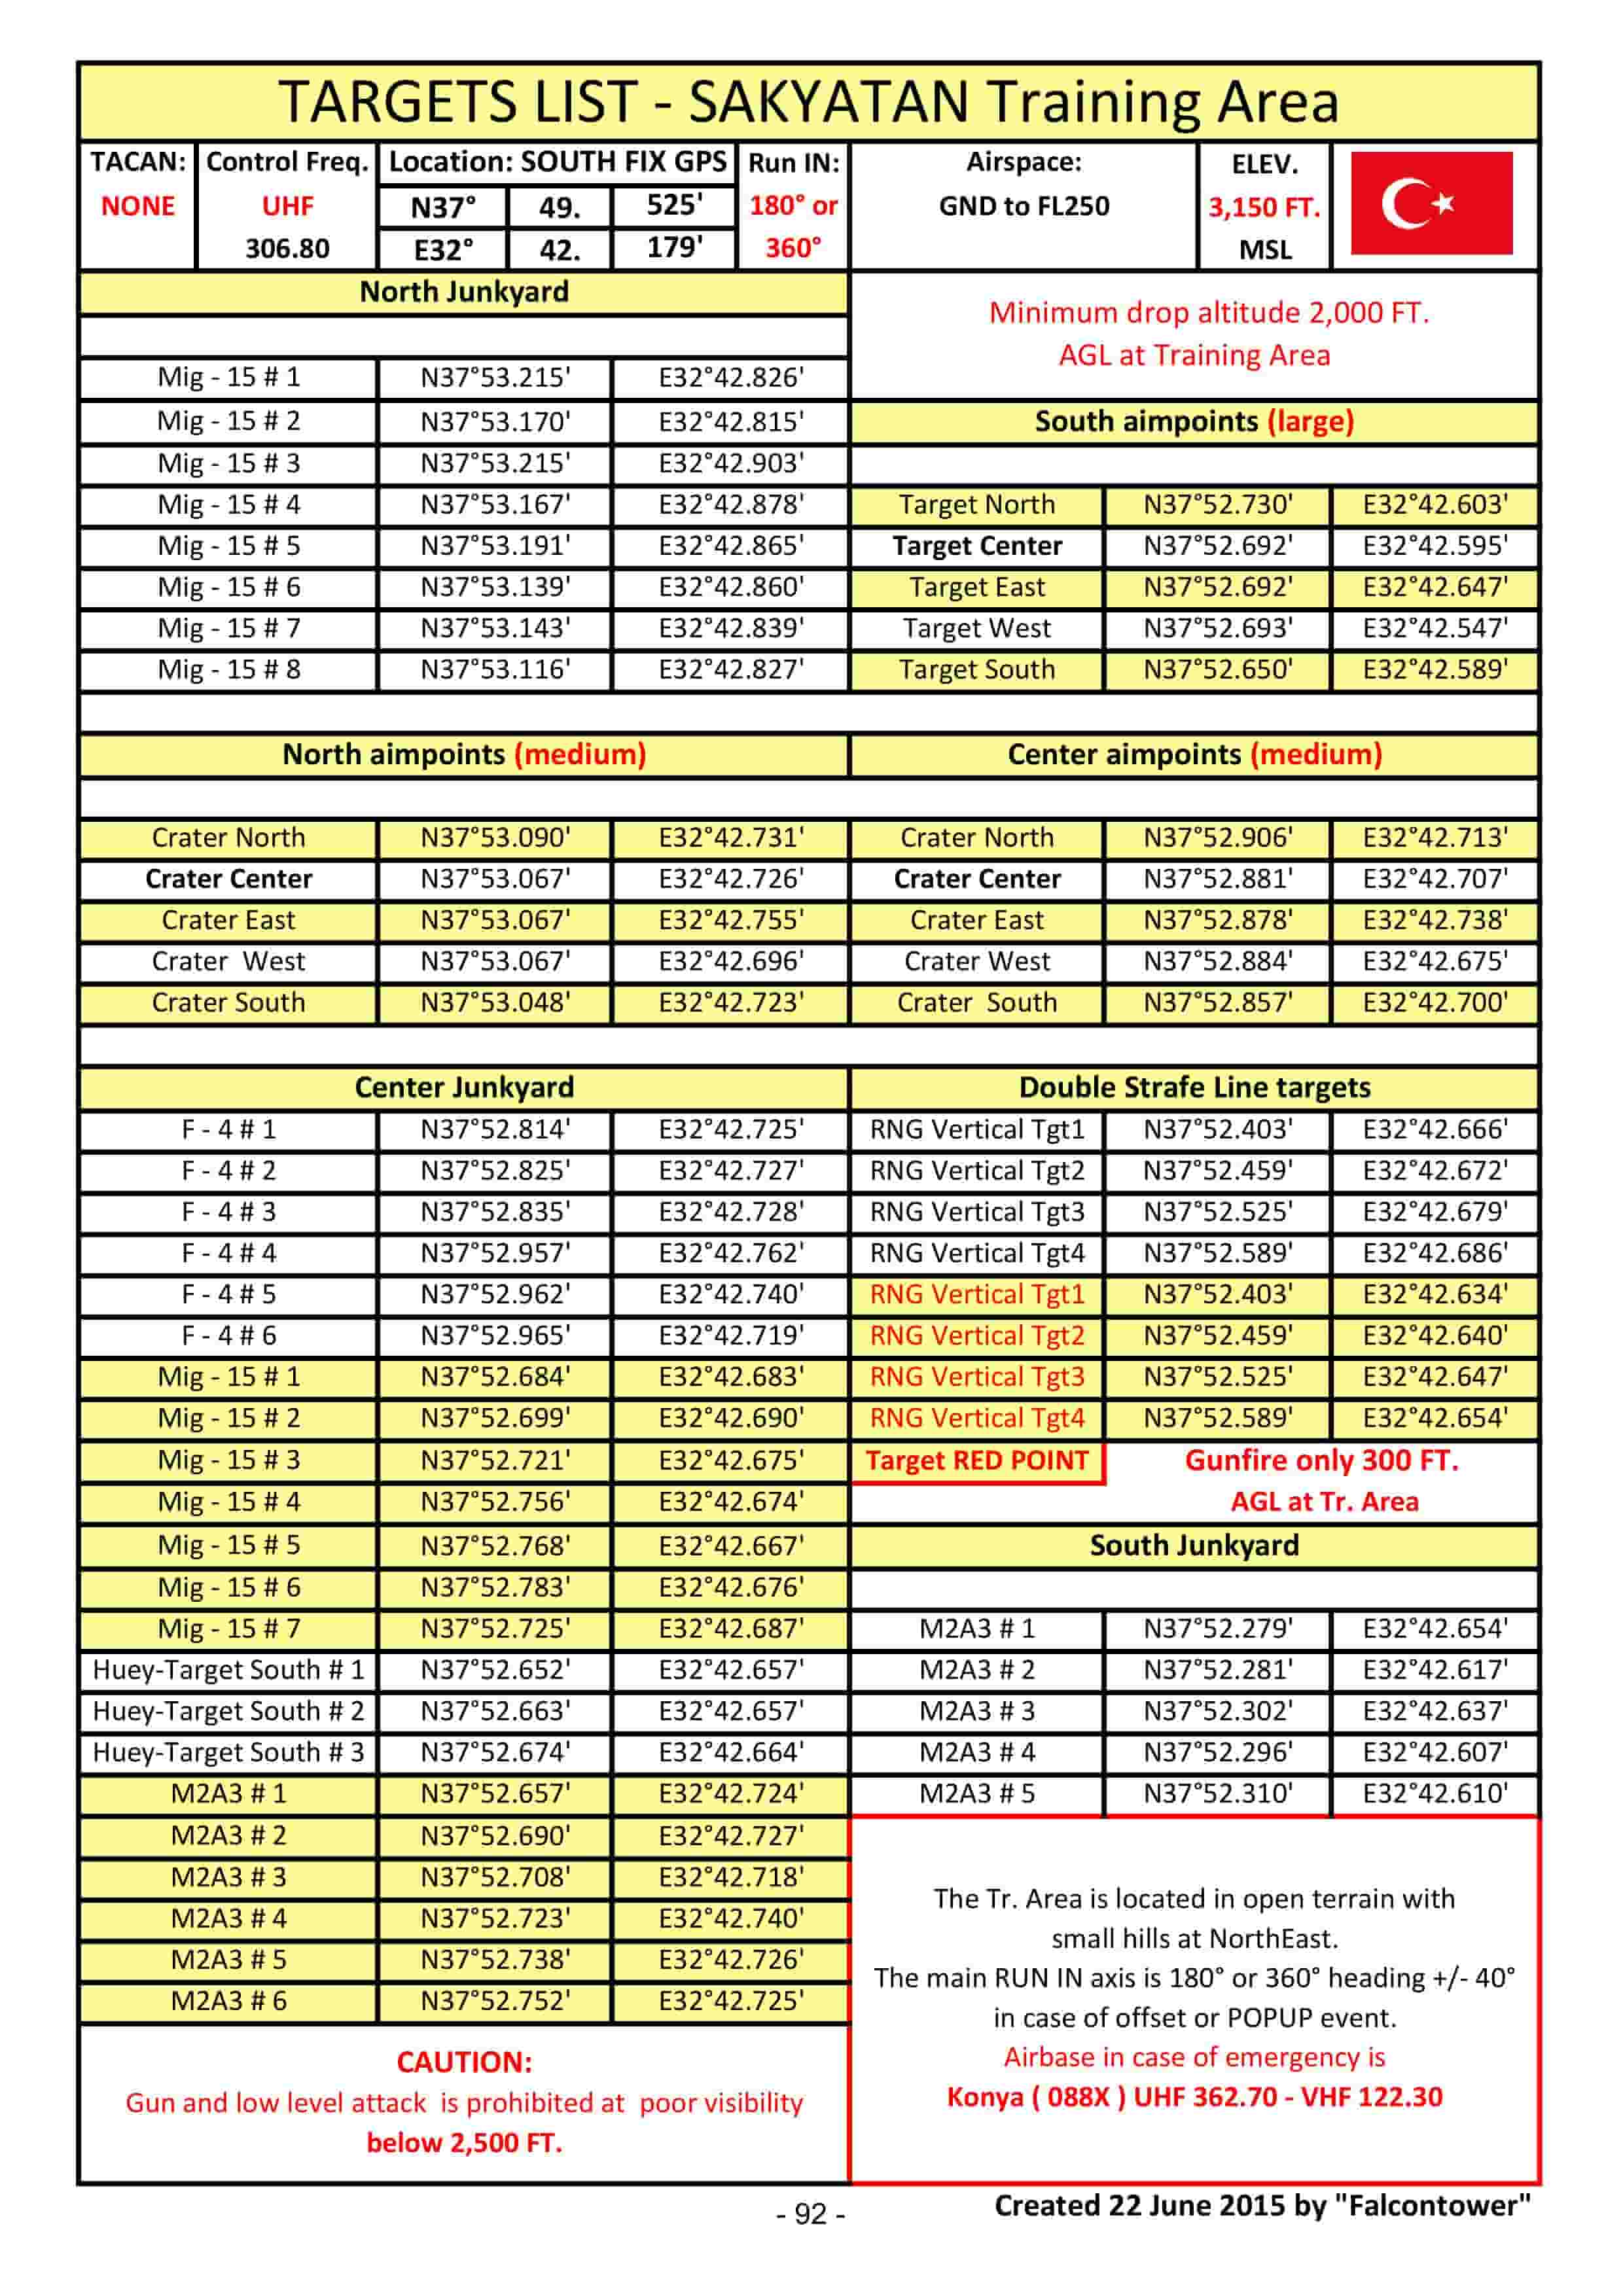 TARGETS LIST - SAKYATAN Training Area
TACAN: Control Freq. Location: SOUTH FIX GPS Run IN: Airspace: ELEV.
NONE UHF N37° 49. 525' 180° or GND to FL250 3,150 FT.
306.80 E32° 42. 179' 360° MSL
North Junkyard
Minimum drop altitude 2,000 FT.
AGL at Training Area
Mig - 15 # 1 N37°53.215' E32°42.826'
Mig - 15 # 2 N37°53.170' E32°42.815' South aimpoints (large)
Mig - 15 # 3 N37°53.215' E32°42.903'
Mig - 15 # 4 N37°53.167' E32°42.878' Target North N37°52.730' E32°42.603'
Mig - 15 # 5 N37°53.191' E32°42.865' Target Center N37°52.692' E32°42.595'
Mig - 15 # 6 N37°53.139' E32°42.860' Target East N37°52.692' E32°42.647'
Mig - 15 # 7 N37°53.143' E32°42.839' Target West N37°52.693' E32°42.547'
Mig - 15 # 8 N37°53.116' E32°42.827' Target South N37°52.650' E32°42.589'
North aimpoints (medium) Center aimpoints (medium)
Crater North N37°53.090' E32°42.731' Crater North N37°52.906' E32°42.713'
Crater Center N37°53.067' E32°42.726' Crater Center N37°52.881' E32°42.707'
Crater East N37°53.067' E32°42.755' Crater East N37°52.878' E32°42.738'
Crater West N37°53.067' E32°42.696' Crater West N37°52.884' E32°42.675'
Crater South N37°53.048' E32°42.723' Crater South N37°52.857' E32°42.700'
Center Junkyard Double Strafe Line targets
F - 4 # 1 N37°52.814' E32°42.725' RNG Vertical Tgt1 N37°52.403' E32°42.666'
F - 4 # 2 N37°52.825' E32°42.727' RNG Vertical Tgt2 N37°52.459' E32°42.672'
F - 4 # 3 N37°52.835' E32°42.728' RNG Vertical Tgt3 N37°52.525' E32°42.679'
F - 4 # 4 N37°52.957' E32°42.762' RNG Vertical Tgt4 N37°52.589' E32°42.686'
F - 4 # 5 N37°52.962' E32°42.740' RNG Vertical Tgt1 N37°52.403' E32°42.634'
F - 4 # 6 N37°52.965' E32°42.719' RNG Vertical Tgt2 N37°52.459' E32°42.640'
Mig - 15 # 1 N37°52.684' E32°42.683' RNG Vertical Tgt3 N37°52.525' E32°42.647'
Mig - 15 # 2 N37°52.699' E32°42.690' RNG Vertical Tgt4 N37°52.589' E32°42.654'
Mig - 15 # 3 N37°52.721' E32°42.675' Target RED POINT Gunfire only 300 FT.
Mig - 15 # 4 N37°52.756' E32°42.674' AGL at Tr. Area
Mig - 15 # 5 N37°52.768' E32°42.667' South Junkyard
Mig - 15 # 6 N37°52.783' E32°42.676'
Mig - 15 # 7 N37°52.725' E32°42.687' M2A3 # 1 N37°52.279' E32°42.654'
Huey-Target South # 1 N37°52.652' E32°42.657' M2A3 # 2 N37°52.281' E32°42.617'
Huey-Target South # 2 N37°52.663' E32°42.657' M2A3 # 3 N37°52.302' E32°42.637'
Huey-Target South # 3 N37°52.674' E32°42.664' M2A3 # 4 N37°52.296' E32°42.607'
M2A3 # 1 N37°52.657' E32°42.724' M2A3 # 5 N37°52.310' E32°42.610'
M2A3 # 2 N37°52.690' E32°42.727'
M2A3 # 3 N37°52.708' E32°42.718'
M2A3 # 4 N37°52.723' E32°42.740'
M2A3 # 5 N37°52.738' E32°42.726'
M2A3 # 6 N37°52.752' E32°42.725'
The Tr. Area is located in open terrain with
small hills at NorthEast.
The main RUN IN axis is 180° or 360° heading +/- 40°
in case of offset or POPUP event.
Airbase in case of emergency is
Konya ( 088X ) UHF 362.70 - VHF 122.30
CAUTION:
Gun and low level attack is prohibited at poor visibility
below 2,500 FT.
- 92 -
Created 22 June 2015 by "Falcontower"